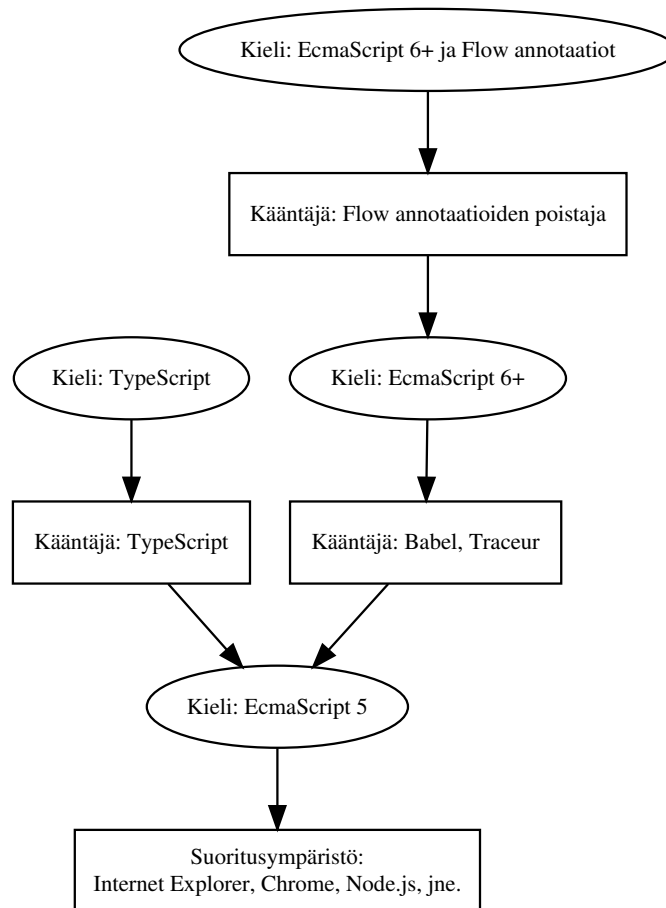 Kieli: EcmaScript 6+ ja Flow annotaatiot
Kääntäjä: Flow annotaatioiden poistaja
Kieli: TypeScript
Kieli: EcmaScript 6+
Kääntäjä: TypeScript
Kääntäjä: Babel, Traceur
Kieli: EcmaScript 5
Suoritusympäristö:
Internet Explorer, Chrome, Node.js, jne.